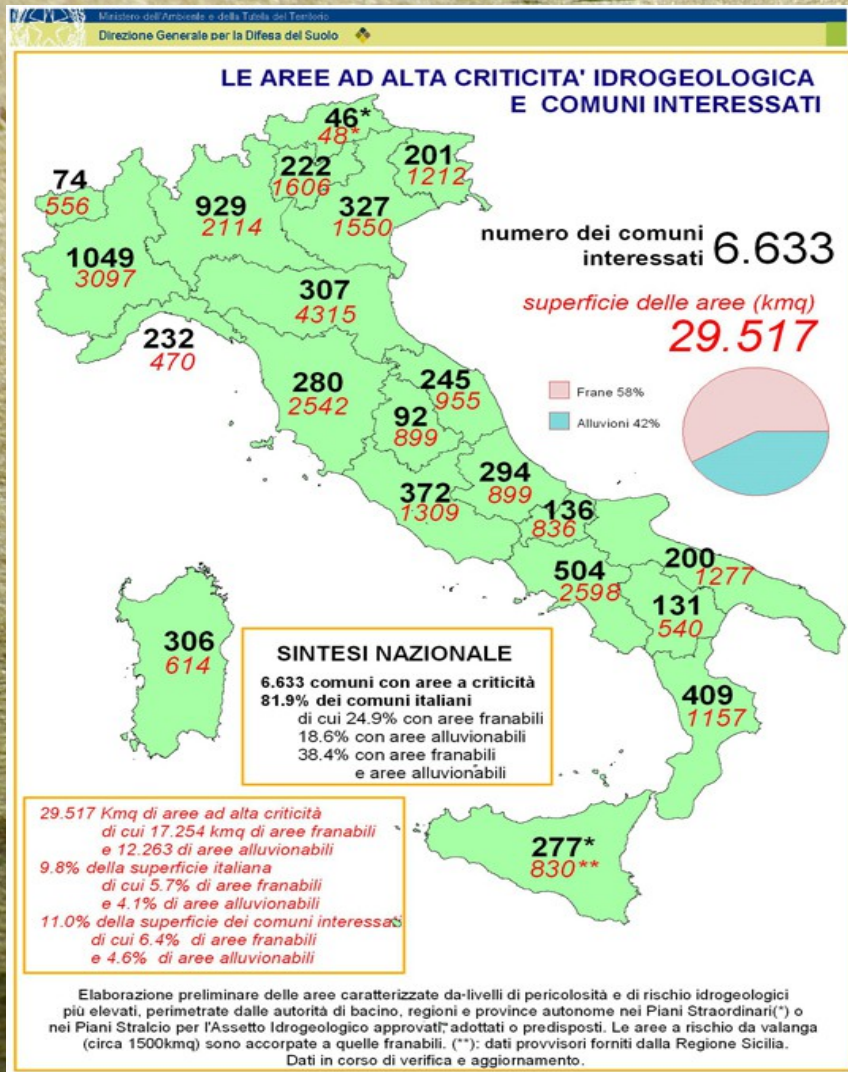 Ministero dell'Ambiente e della Tutela del Territorio
Direzione Generale per la Difesa del Suolo
LE AREE AD ALTA CRITICITA' IDROGEOLOGICA
E COMUNI INTERESSATI
46*
48*
222
1606
201
1212
74
556
929
2114
327
1550
numero dei comuni
interessati 6.633
1049
3097
307
4315
superficie delle aree (kmq)
29.517
232
470
280
2542
245
955
92
899
Frane 58%
Alluvioni 42%
294
899
372
1309
136
836
200
1277
504
2598
131
540
306
614
409
1157
277*
830**
SINTESI NAZIONALE
6.633 comuni con aree a criticità
81.9% dei comuni italiani
di cui 24.9% con aree franabili
18.6% con aree alluvionabili
38.4% con aree franabili
e aree alluvionabili
29.517 Kmq di aree ad alta criticità
di cui 17.254 kmq di aree franabili
e 12.263 di aree alluvionabili
9.8% della superficie italiana
di cui 5.7% di aree franabili
e 4.1% di aree alluvionabili
11.0% della superficie dei comuni interessati
di cui 6.4% di aree franabili
e 4.6% di aree alluvionabili
Elaborazione preliminare delle aree caratterizzate da-livelli di pericolosità e di rischio idrogeologici
più elevati, perimetrate dalle autorità di bacino, regioni e province autonome nei Piani Straordinari(*) o
nei Piani Stralcio per l'Assetto Idrogeologico approvati, adottati o predisposti. Le aree a rischio da valanga
(circa 1500kmq) sono accorpate a quelle franabili. (**): dati provvisori forniti dalla Regione Sicilia.
Dati in corso di verifica e aggiornamento.